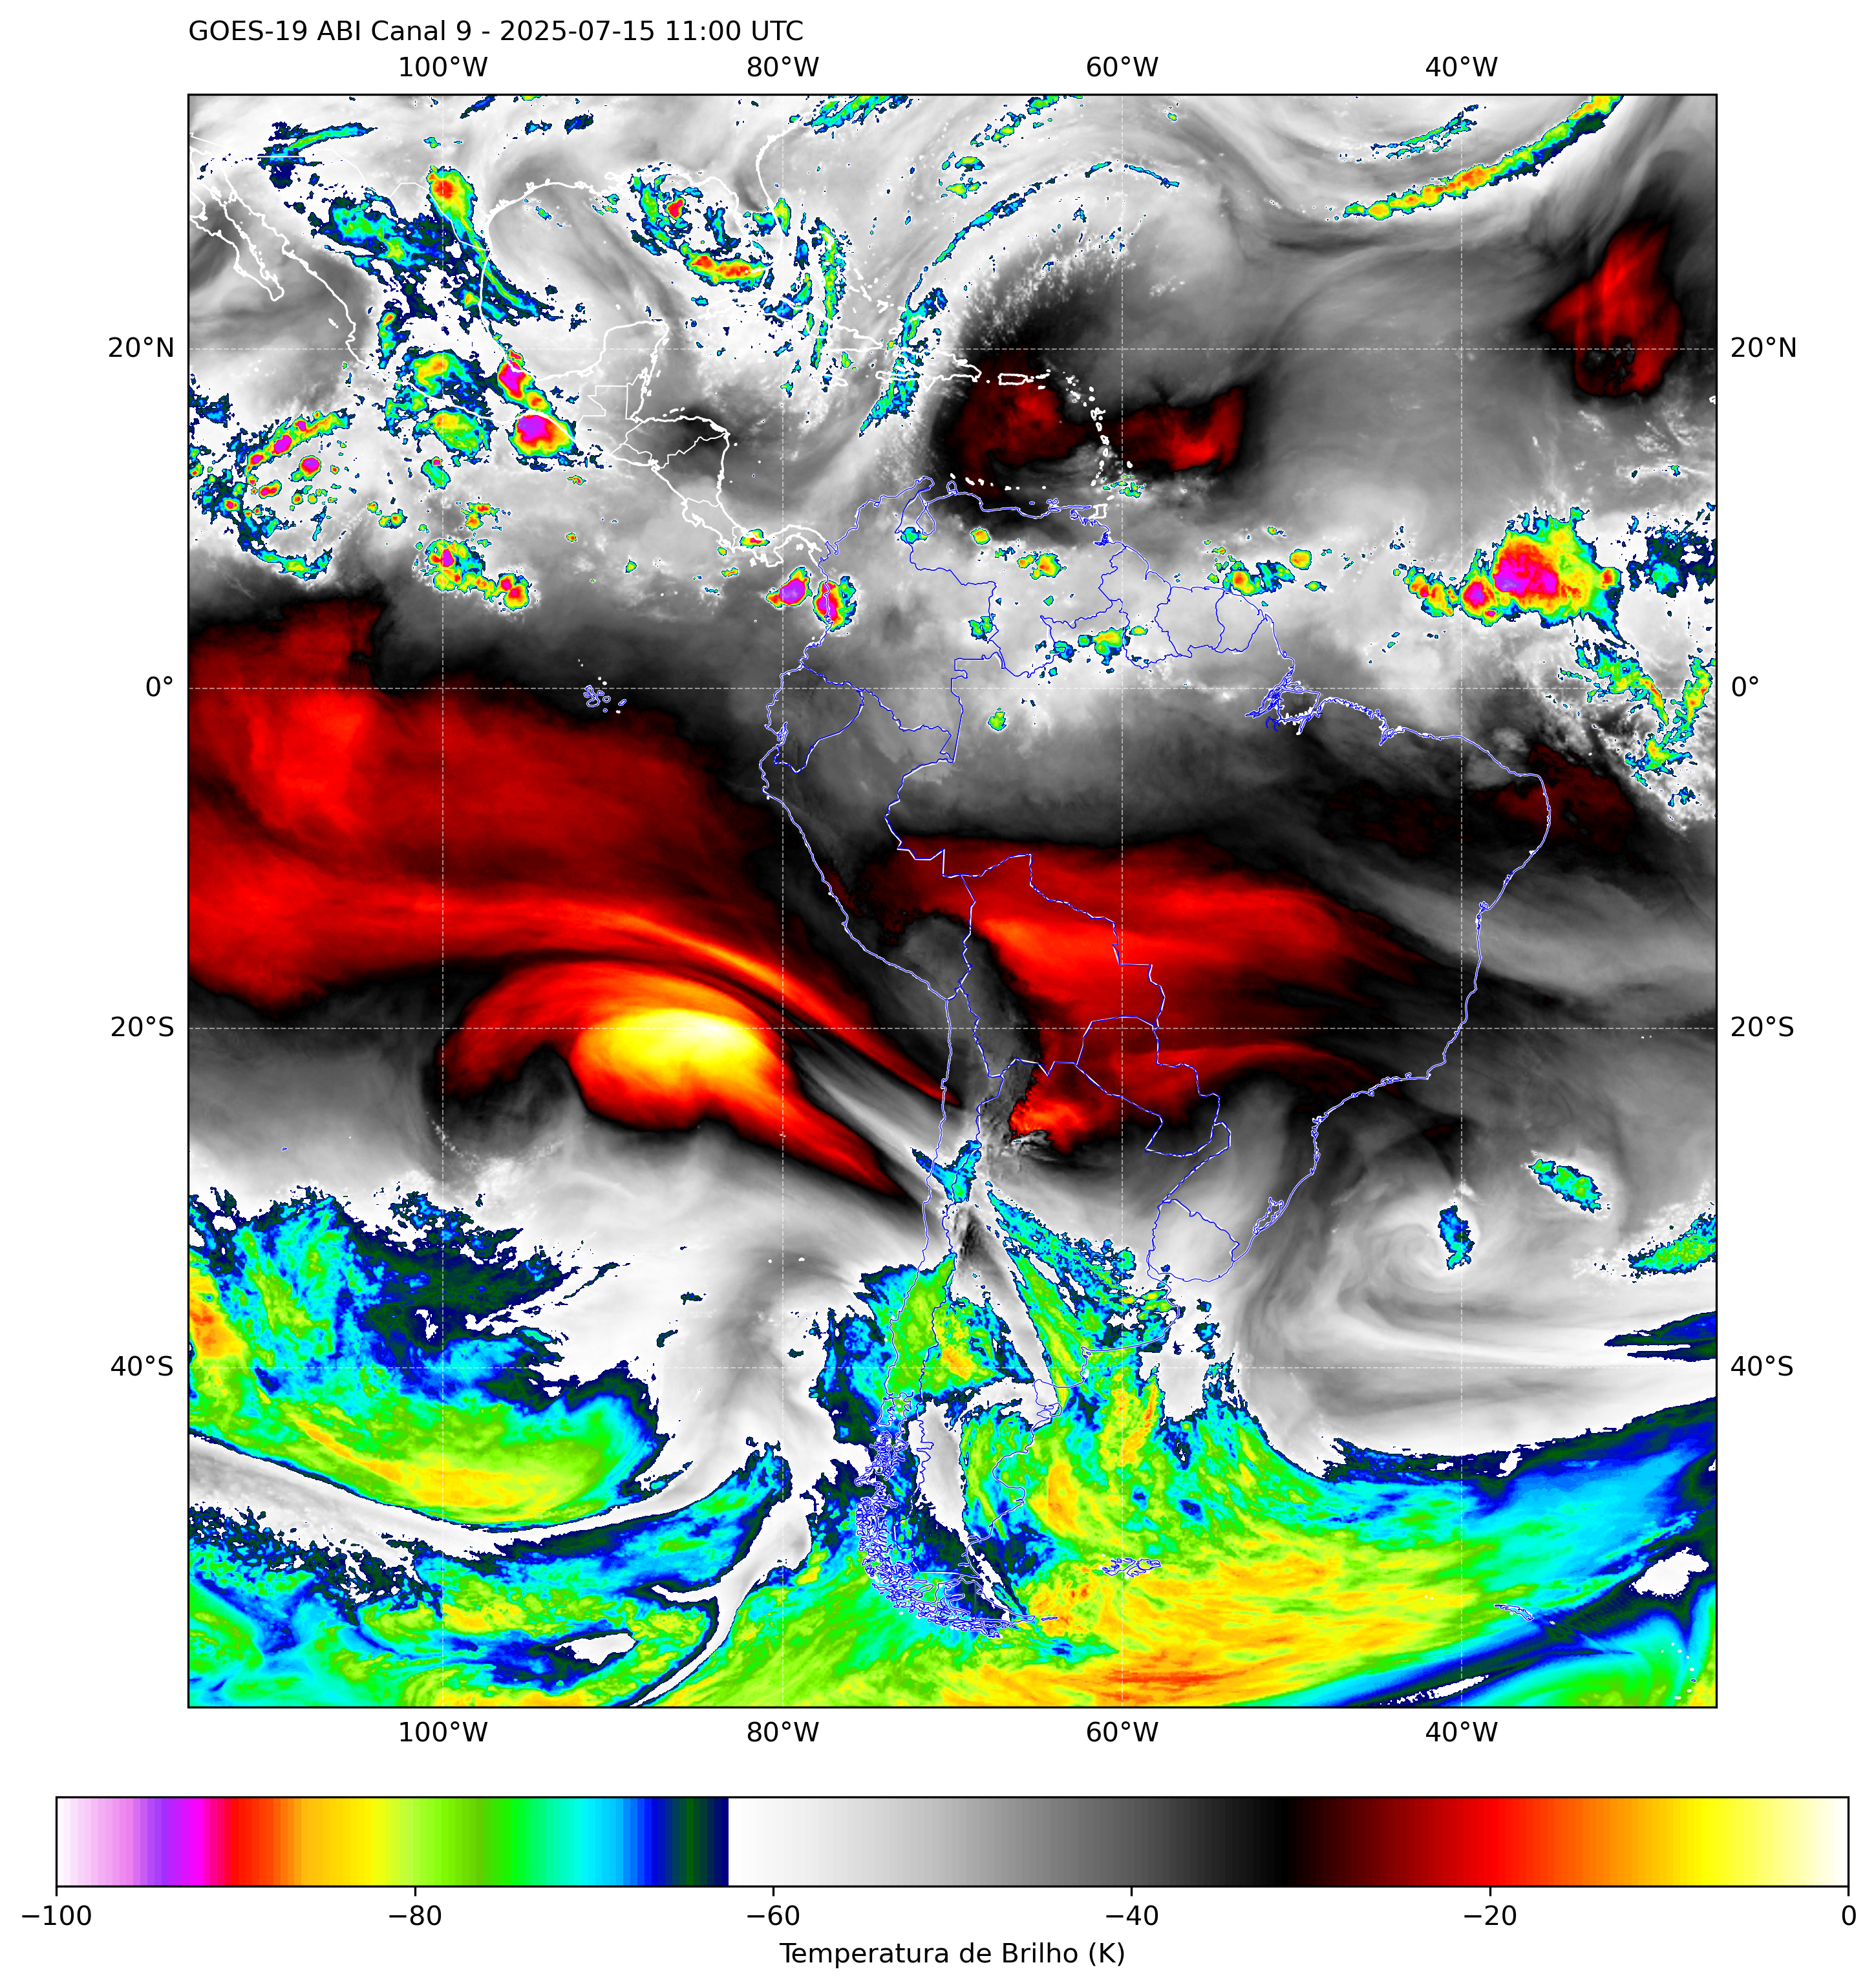 GOES-19 ABI Canal 9 - 2025-07-15 11:00 UTC
100°W 80°W 60°W 40°W
20°N 20°N
0° 0°
20°S 20°S
40°S 40°S
100°W 80°W 60°W 40°W
−100 −80 −60 −40 −20 0
Temperatura de Brilho (K)